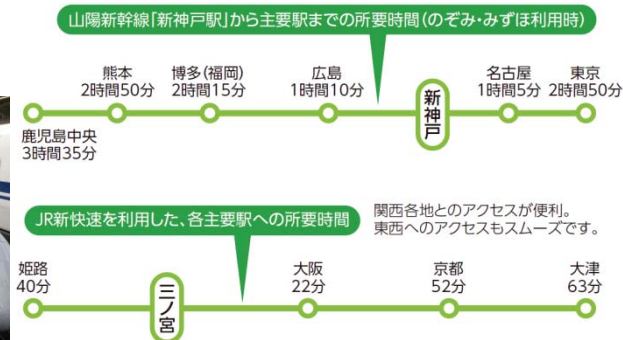 山陽新幹線「新神戸駅」から主要駅までの所要時間(のぞみ・みずほ利用時)
熊本
2時間50分
博多(福岡)
2時間15分
広島
1時間10分
新神戸
名古屋
1時間5分
東京
2時間50分
鹿児島中央
3時間35分
JR新快速を利用した、各主要駅への所要時間
関西各地とのアクセスが便利。
東西へのアクセスもスムーズです。
姫路
40分
三ノ宮
大阪
22分
京都
52分
大津
63分